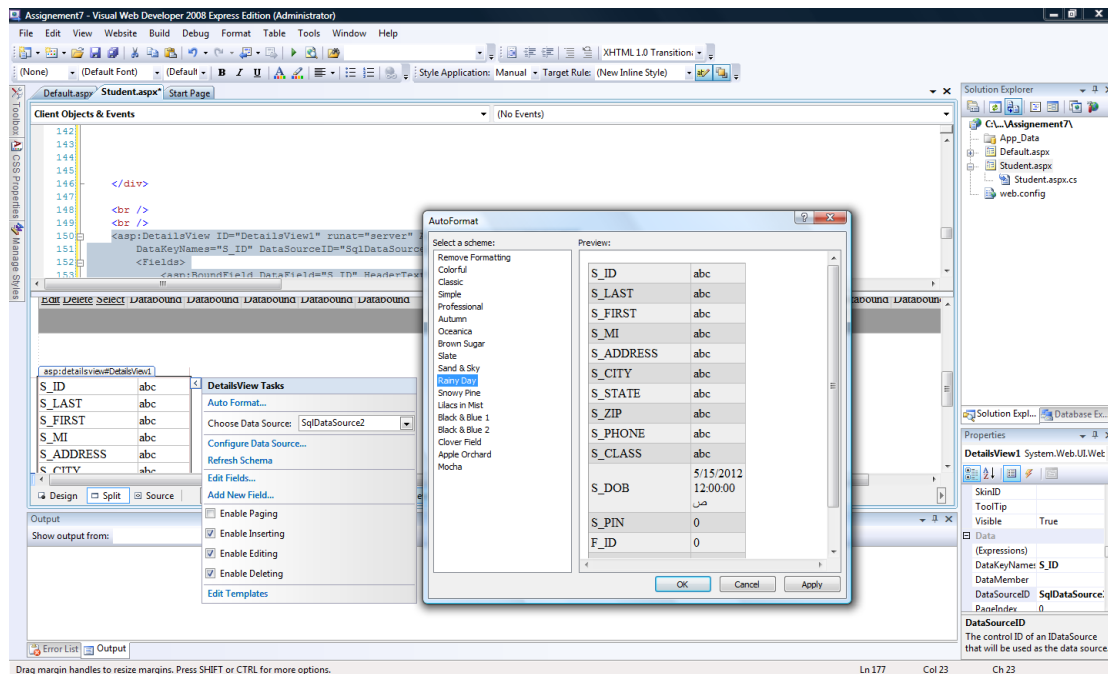 Assignement7 - Visual Web Developer 2008 Express Edition (Administrator)
File Edit View Website Build Debug Format Table Tools Window Help
XHTML 1.0 Transition
(None) (Default Font) (Default B I U A Style Application: Manual Target Rule: (New Inline Style)
Toolbox
CSS Properties
Manage Styles
Default.aspx Student.aspx* Start Page
Client Objects & Events (No Events)
142
143
144
145
146 </div>
147
148 <br />
149 <br />
150 <asp:DetailsView ID="DetailsView1" runat="server"
151 DataKeyNames="S_ID" DataSourceID="SqlDataSource
152 <Fields>
153 <asp:BoundField DataField="S_ID" HeaderText
Edit Delete Select Databound Databound Databound Databound Databound
Databound
asp:detailsview#DetailsView1
S_ID abc
S_LAST abc
S_FIRST abc
S_MI abc
S_ADDRESS abc
S_CITY abc
DetailsView Tasks
Auto Format...
Choose Data Source: SqlDataSource2
Configure Data Source...
Refresh Schema
Edit Fields...
Add New Field...
Enable Paging
Enable Inserting
Enable Editing
Enable Deleting
Edit Templates
Design Split Source
Output
Show output from:
Error List Output
AutoFormat
Select a scheme:
Remove Formatting
Colorful
Classic
Simple
Professional
Autumn
Oceanica
Brown Sugar
Slate
Sand & Sky
Rainy Day
Snowy Pine
Lilacs in Mist
Black & Blue 1
Black & Blue 2
Clover Field
Apple Orchard
Mocha
Preview:
S_ID abc
S_LAST abc
S_FIRST abc
S_MI abc
S_ADDRESS abc
S_CITY abc
S_STATE abc
S_ZIP abc
S_PHONE abc
S_CLASS abc
S_DOB 5/15/2012
12:00:00
ص
S_PIN 0
F_ID 0
OK Cancel Apply
Solution Explorer
C:\...\Assignement7\
App_Data
Default.aspx
Student.aspx
Student.aspx.cs
web.config
Solution Expl... Database Ex...
Properties
DetailsView1 System.Web.UI.Web
SkinID
ToolTip
Visible True
Data
(Expressions)
DataKeyNames S_ID
DataMember
DataSourceID SqlDataSource
PageIndex 0
DataSourceID
The control ID of an IDataSource
that will be used as the data source
Drag margin handles to resize margins. Press SHIFT or CTRL for more options. Ln 177 Col 23 Ch 23